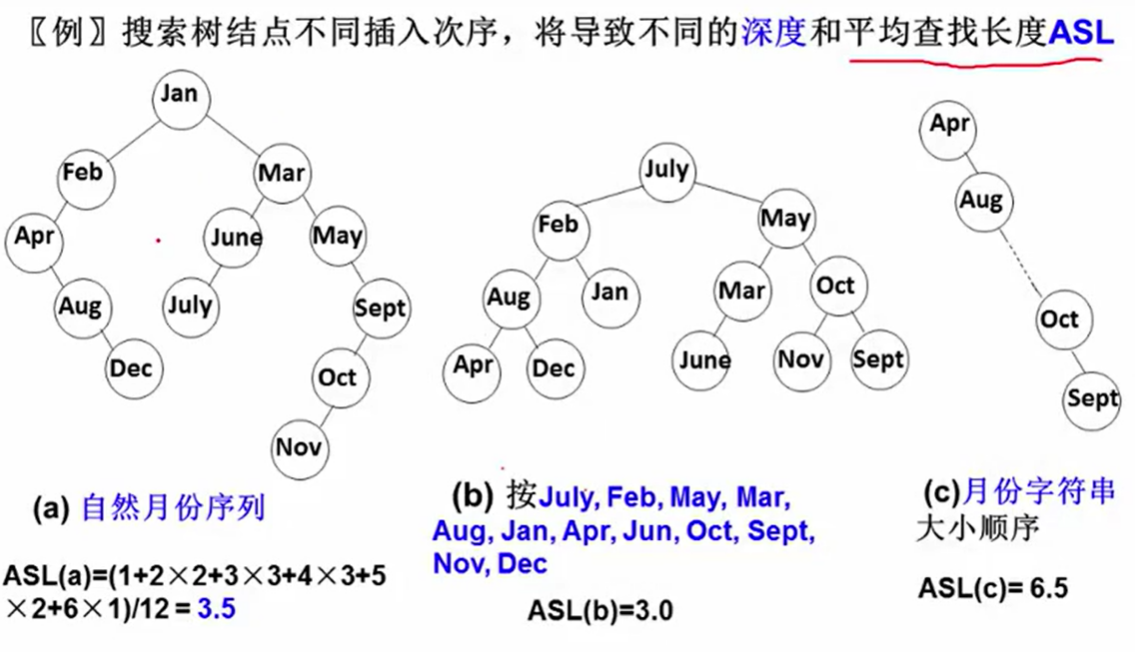 〖例〗搜索树结点不同插入次序，将导致不同的深度和平均查找长度ASL
Jan
Feb
Mar
Apr
June
May
Aug
July
Sept
Dec
Oct
Nov
(a) 自然月份序列
ASL(a)=(1+2×2+3×3+4×3+5
×2+6×1)/12 = 3.5
July
Feb
May
Aug
Jan
Mar
Oct
Apr
Dec
June
Nov
Sept
(b) 按July, Feb, May, Mar,
Aug, Jan, Apr, Jun, Oct, Sept,
Nov, Dec
ASL(b)=3.0
Apr
Aug
Oct
Sept
(c)月份字符串
大小顺序
ASL(c)= 6.5